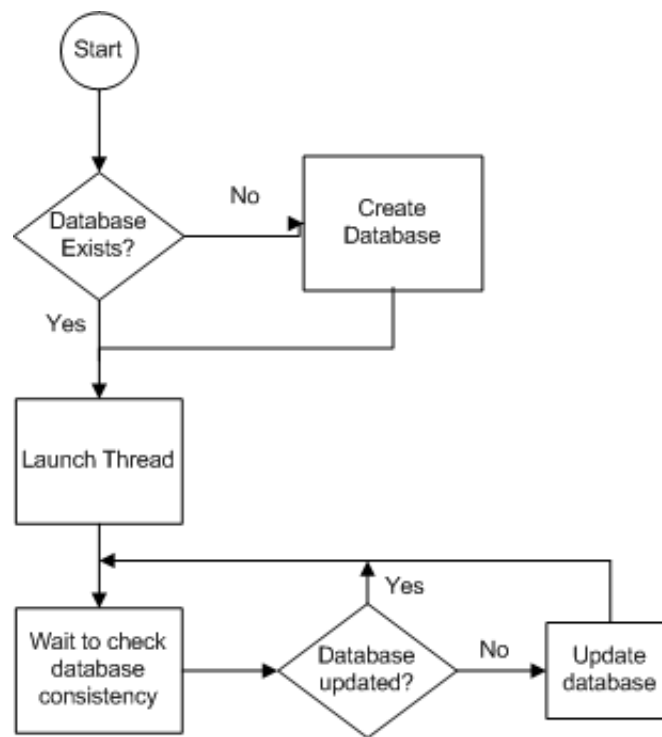 Start
Database
Exists?
No
Create
Database
Yes
Launch Thread
Yes
Wait to check
database
consistency
Database
updated?
No
Update
database